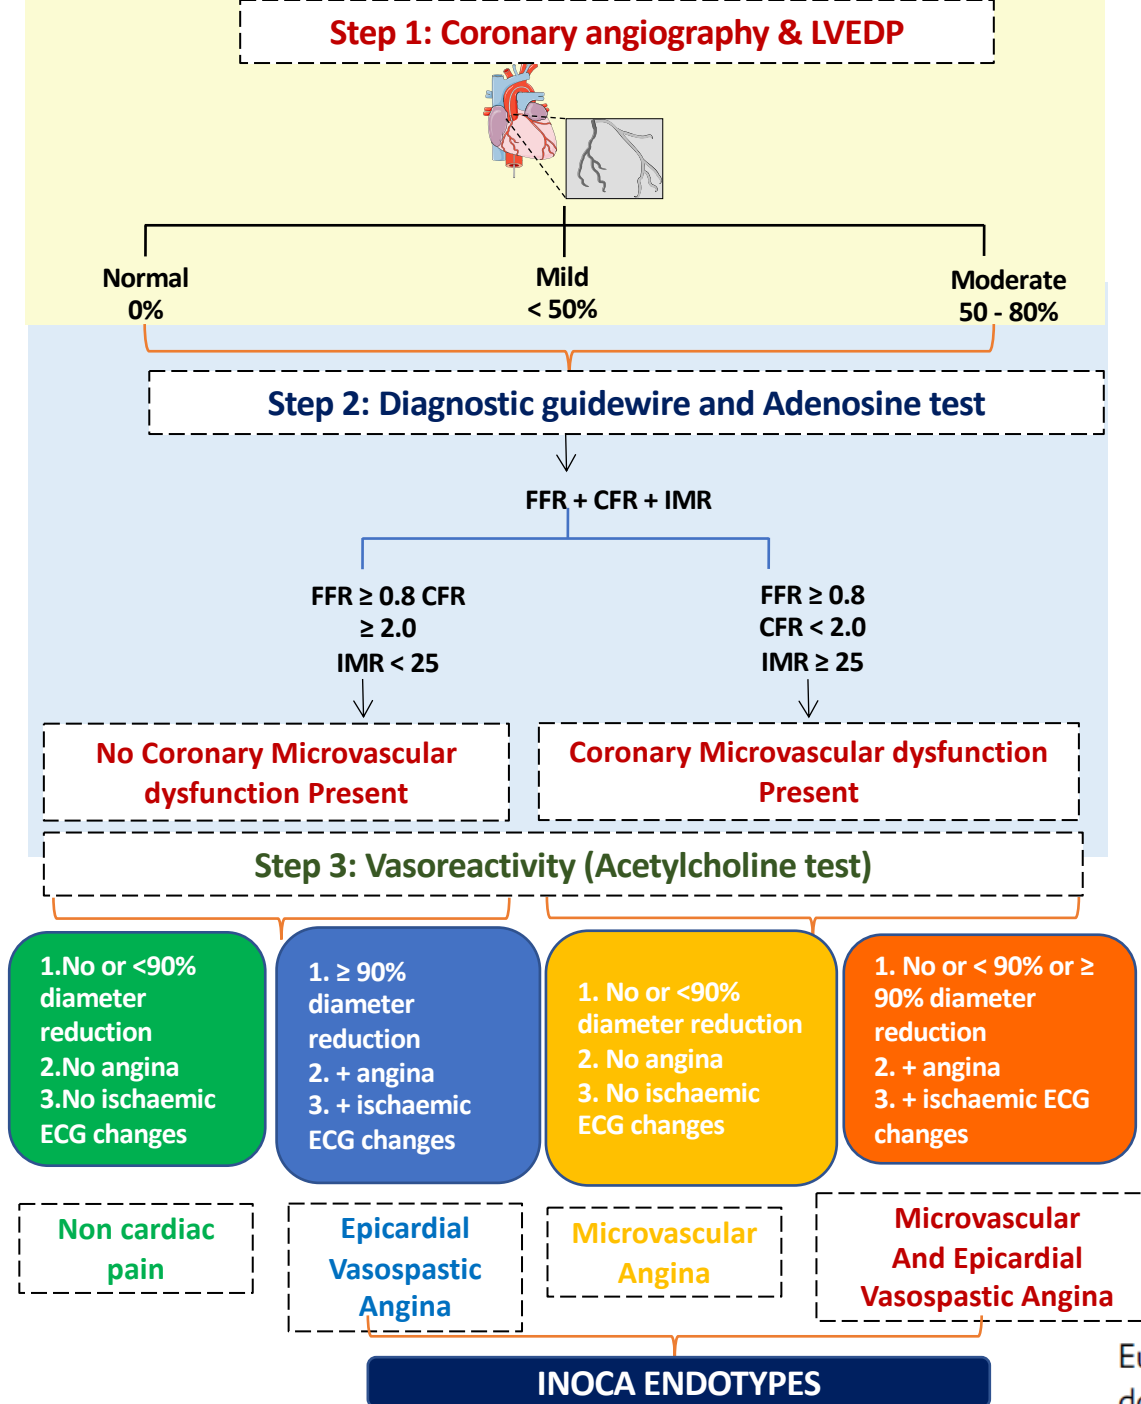 Step 1: Coronary angiography & LVEDP
Normal
0%
Mild
< 50%
Moderate
50 - 80%
Step 2: Diagnostic guidewire and Adenosine test
FFR + CFR + IMR
FFR ≥ 0.8 CFR
≥ 2.0
IMR < 25
FFR ≥ 0.8
CFR < 2.0
IMR ≥ 25
No Coronary Microvascular
dysfunction Present
Coronary Microvascular dysfunction
Present
Step 3: Vasoreactivity (Acetylcholine test)
1.No or <90%
diameter
reduction
2.No angina
3.No ischaemic
ECG changes
1. ≥ 90%
diameter
reduction
2. + angina
3. + ischaemic
ECG changes
1. No or <90%
diameter reduction
2. No angina
3. No ischaemic
ECG changes
1. No or < 90% or ≥
90% diameter
reduction
2. + angina
3. + ischaemic ECG
changes
Non cardiac
pain
Epicardial
Vasospastic
Angina
Microvascular
Angina
Microvascular
And Epicardial
Vasospastic Angina
INOCA ENDOTYPES